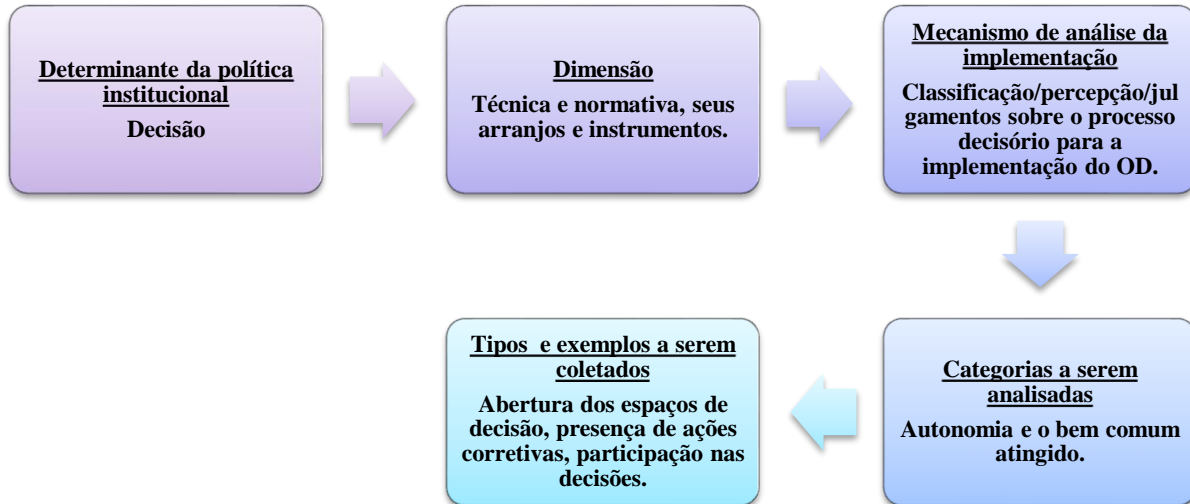 Determinante da política
institucional
Decisão
Dimensão
Técnica e normativa, seus
arranjos e instrumentos.
Mecanismo de análise da
implementação
Classificação/percepção/jul
gamentos sobre o processo
decisório para a
implementação do OD.
Categorias a serem
analisadas
Autonomia e o bem comum
atingido.
Tipos e exemplos a serem
coletados
Abertura dos espaços de
decisão, presença de ações
corretivas, participação nas
decisões.